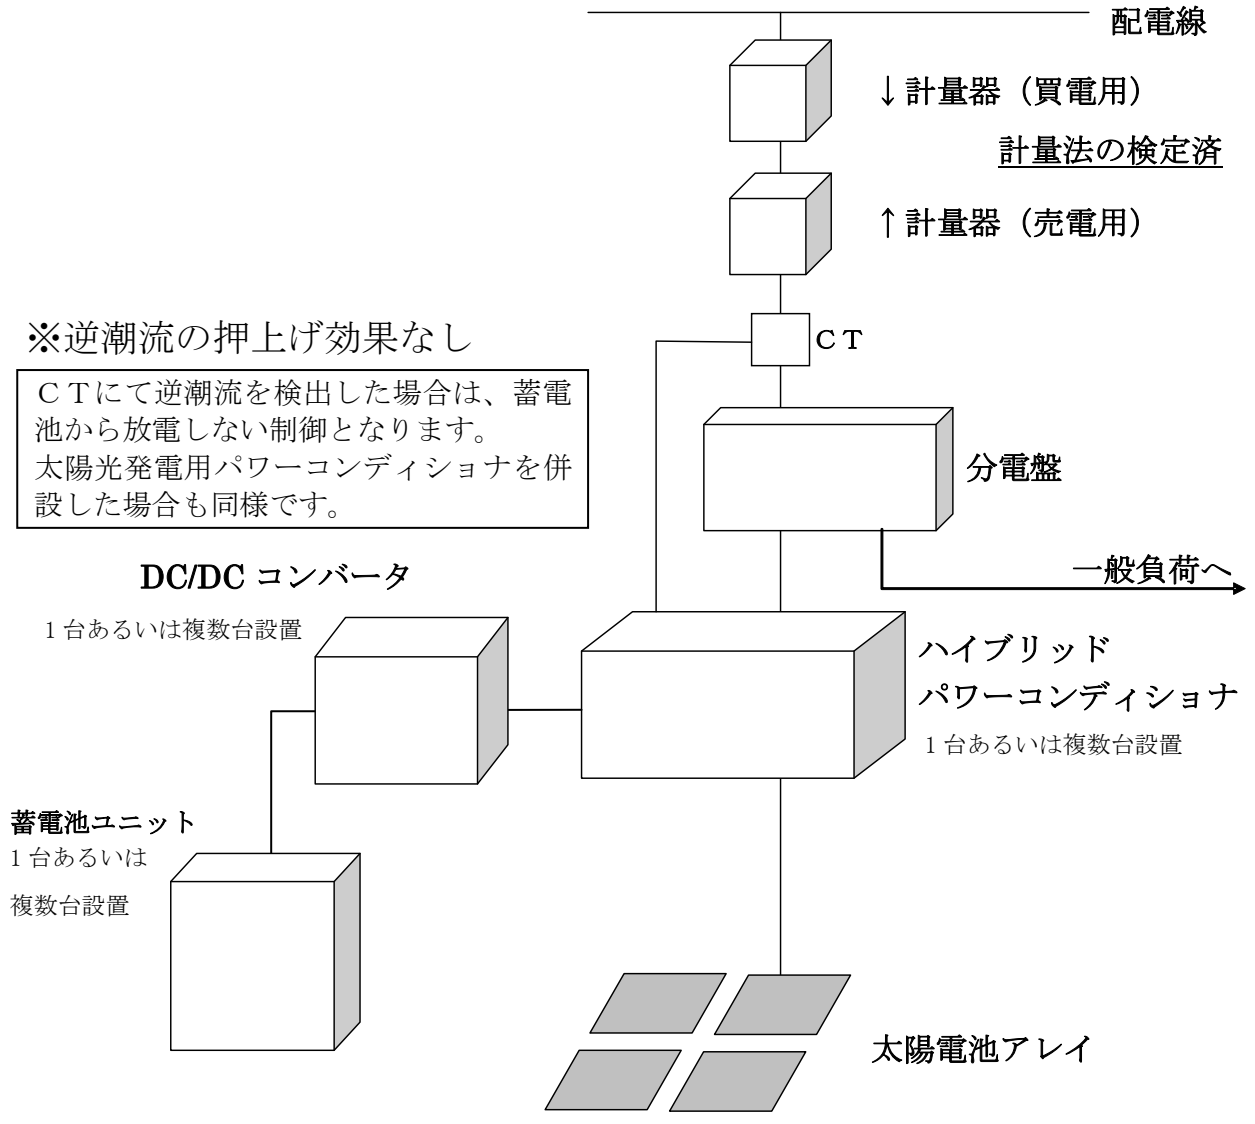 配電線
↓計量器（買電用）
計量法の検定済
↑計量器（売電用）
※逆潮流の押上げ効果なし
ＣＴ
ＣＴにて逆潮流を検出した場合は、蓄電
池から放電しない制御となります。
太陽光発電用パワーコンディショナを併
設した場合も同様です。
分電盤
一般負荷へ
DC/DC コンバータ
1 台あるいは複数台設置
ハイブリッド
パワーコンディショナ
1 台あるいは複数台設置
蓄電池ユニット
1 台あるいは
複数台設置
太陽電池アレイ